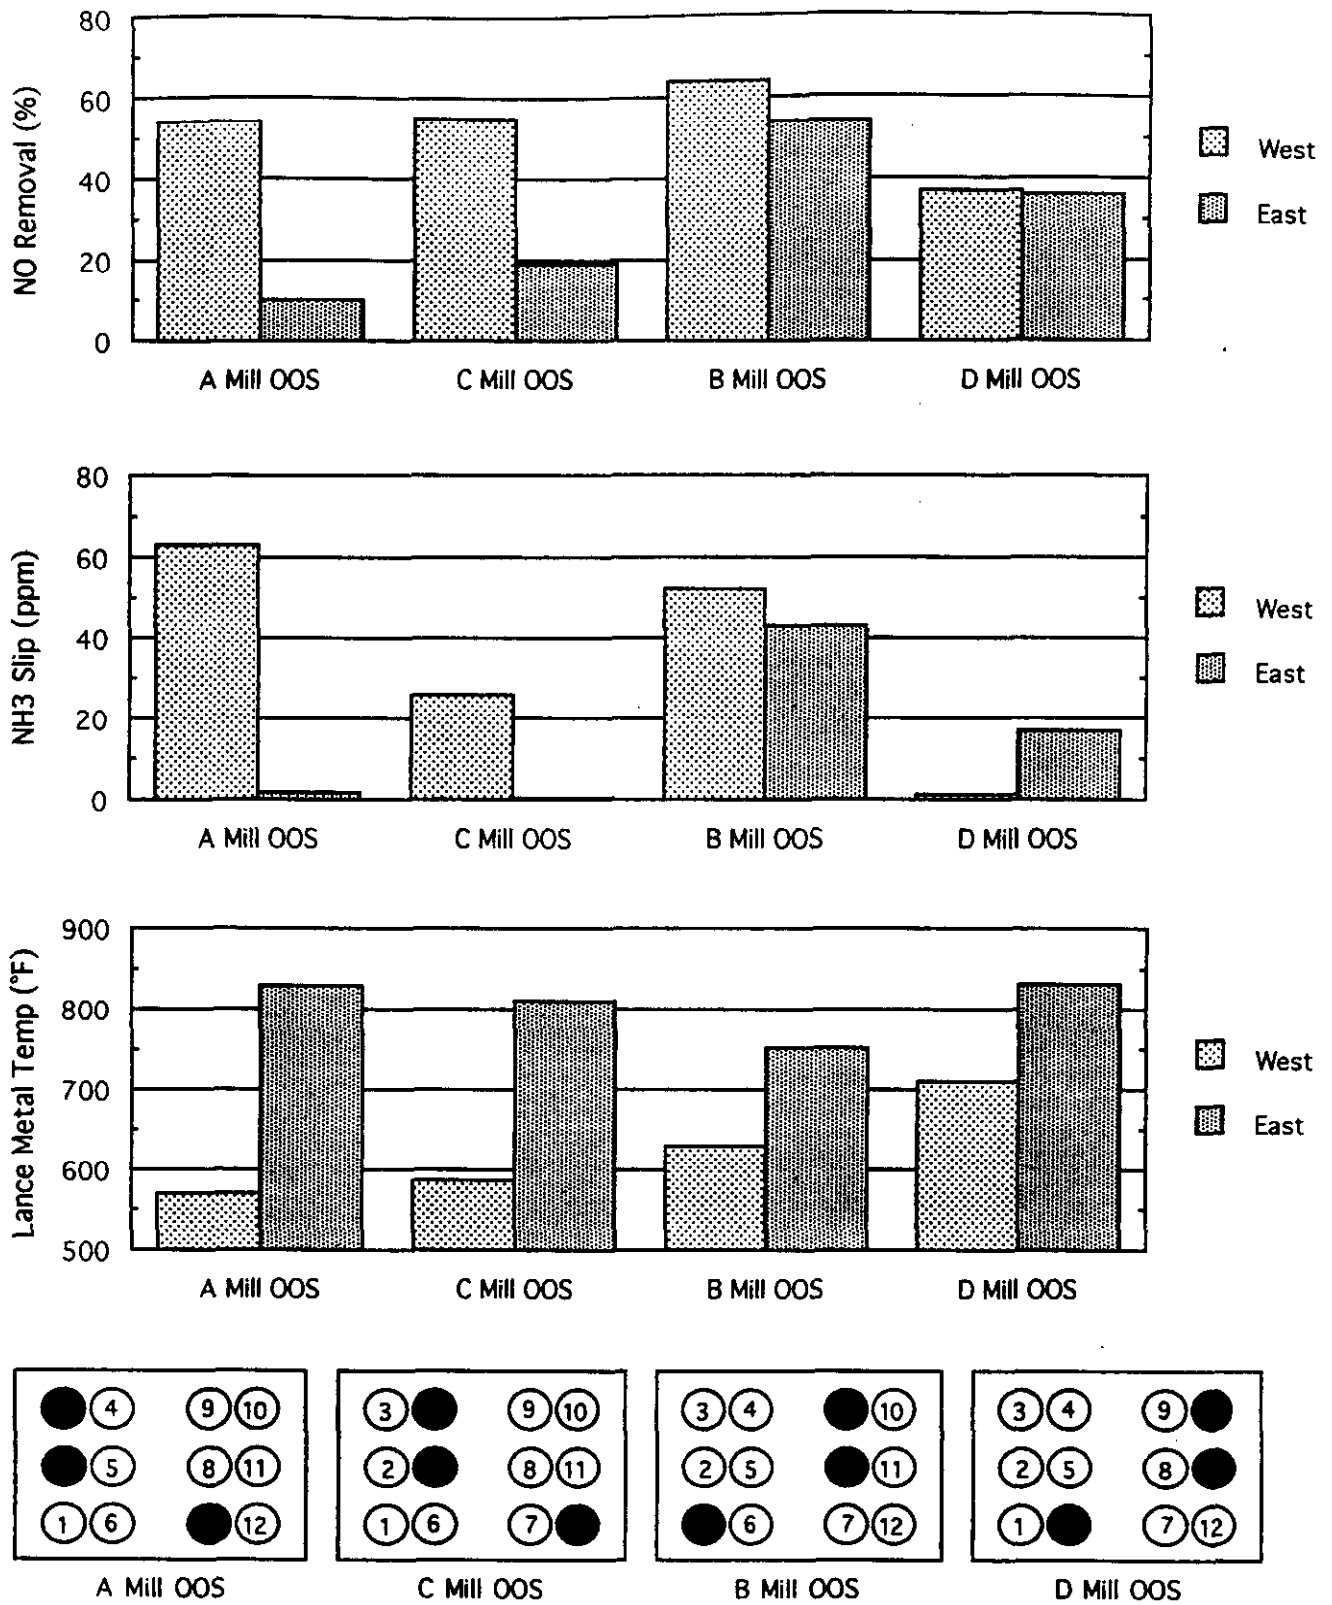 NO Removal (%)
80
60
40
20
0
A Mill OOS C Mill OOS B Mill OOS D Mill OOS
West
East
NH3 Slip (ppm)
80
60
40
20
0
A Mill OOS C Mill OOS B Mill OOS D Mill OOS
West
East
Lance Metal Temp (°F)
900
800
700
600
500
A Mill OOS C Mill OOS B Mill OOS D Mill OOS
West
East
4 9 10
5 8 11
1 6 12
A Mill OOS
3 9 10
2 8 11
1 6 7
C Mill OOS
3 4 10
2 5 11
6 7 12
B Mill OOS
3 4 9
2 5 8
1 7 12
D Mill OOS